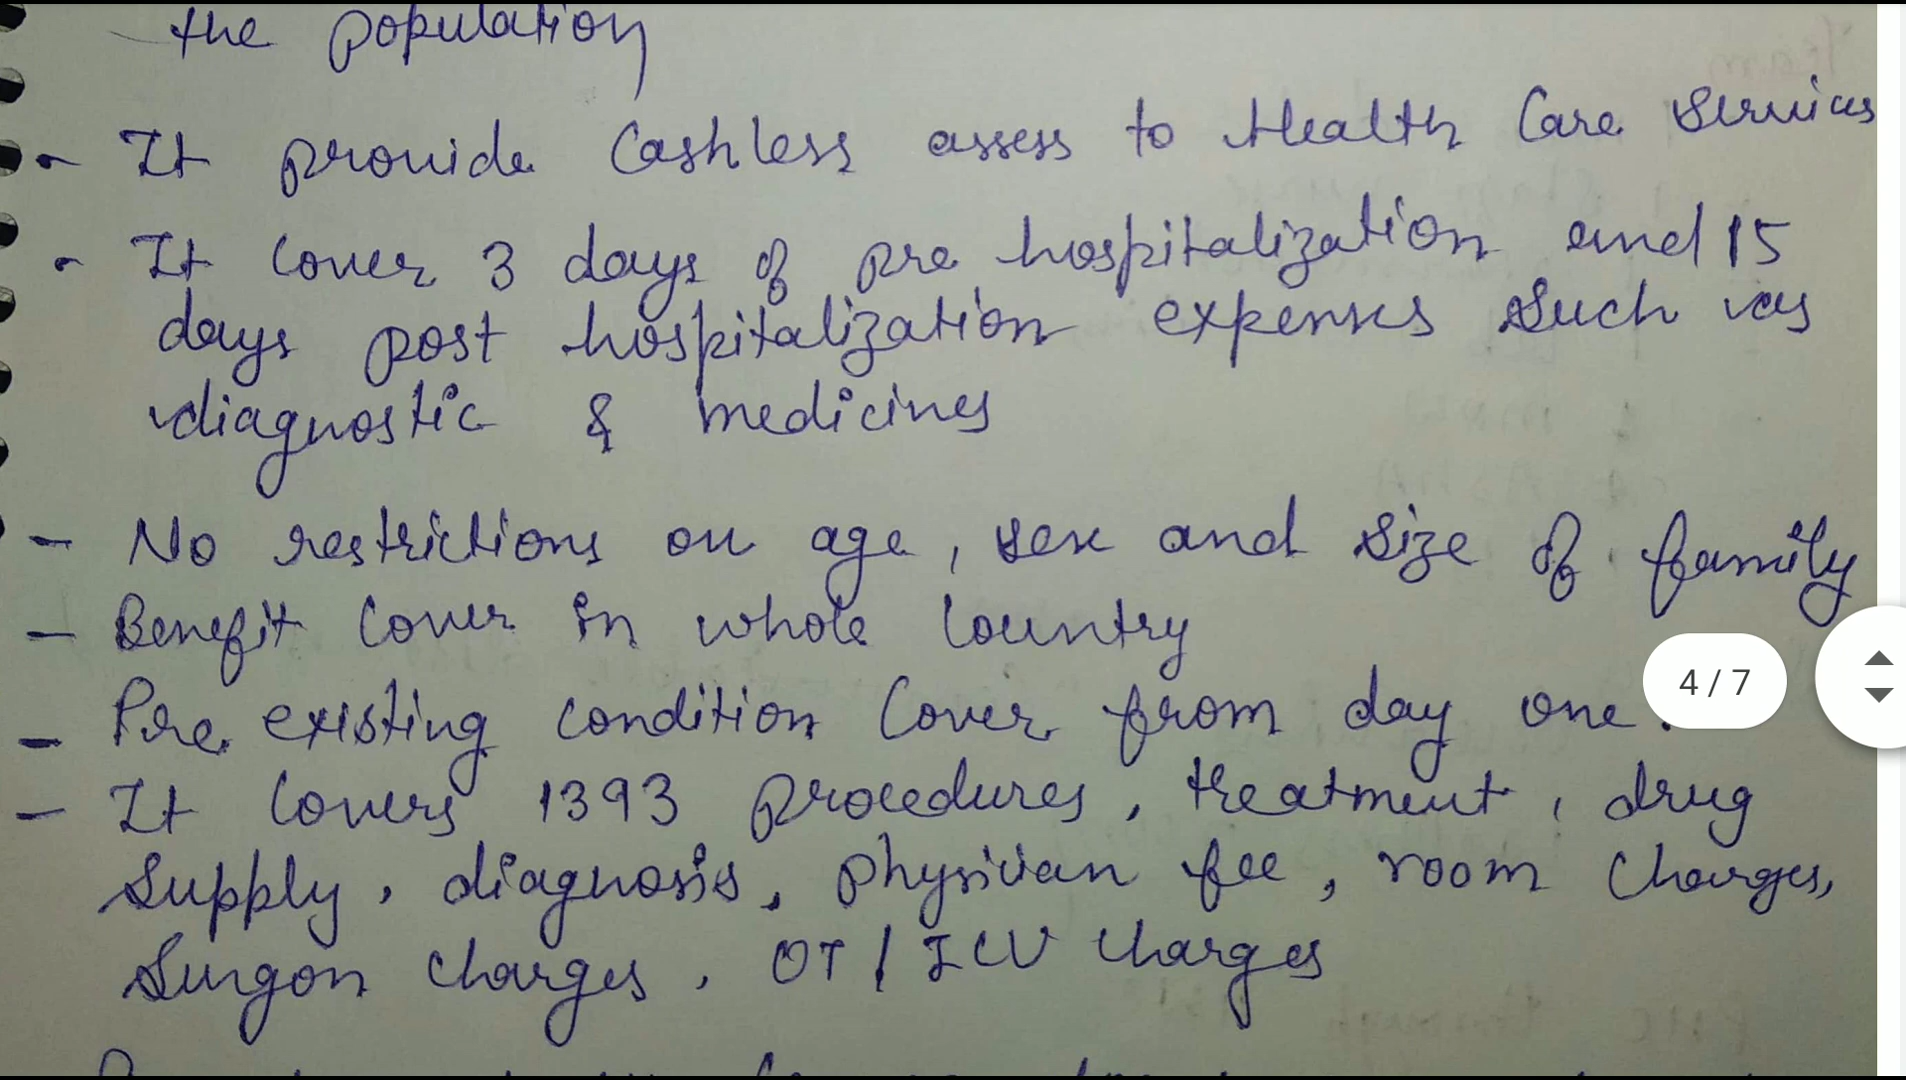 the population
- It provide Cashless assess to Health Care Services
- It Cover 3 days of pre hospitalization and 15
days post hospitalization expenses Such as
diagnostic & medicines
- No restrictions on age, sex and size of family
- Benefit Cover in whole Country
4 / 7
- Pre existing condition Cover from day one.
- It Covers 1393 procedures, treatment, drug
Supply, diagnosis, physician fee, room Charges,
Surgon Charges, OT / ICU Charges